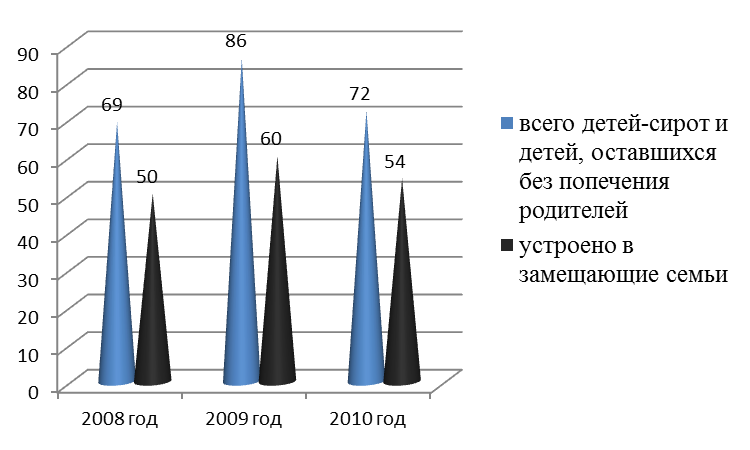 90
80
70
60
50
40
30
20
10
0
69
50
86
60
72
54
2008 год
2009 год
2010 год
всего детей-сирот и
детей, оставшихся
без попечения
родителей
устроено в
замещающие семьи